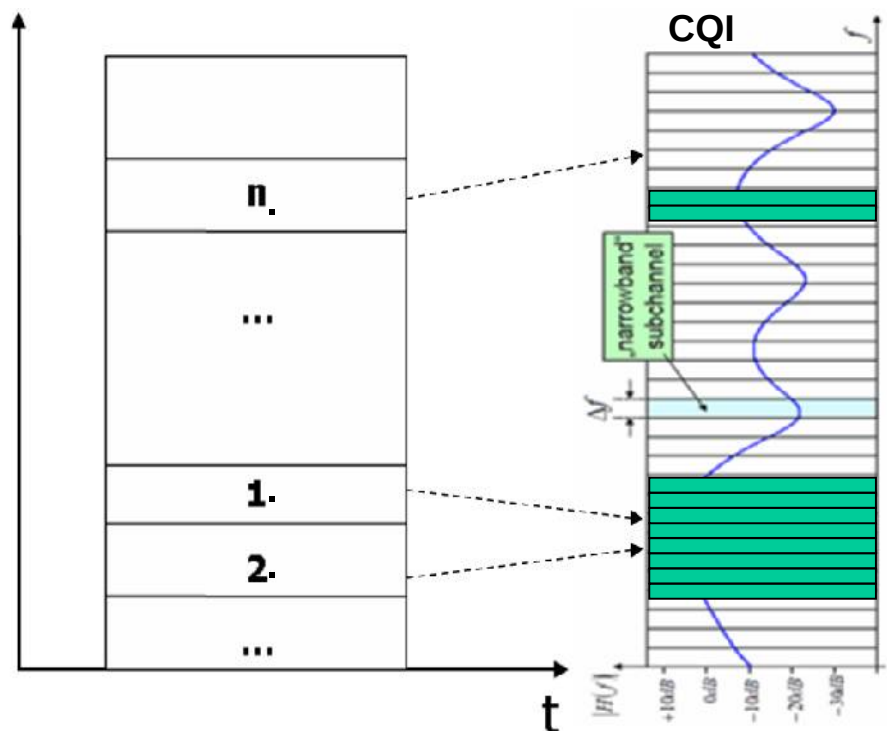 CQI
f
n.
...
„narrowband"
subchannel
Δf
1.
2.
...
t
|H(f)|
+10dB
0dB
−10dB
−20dB
−30dB